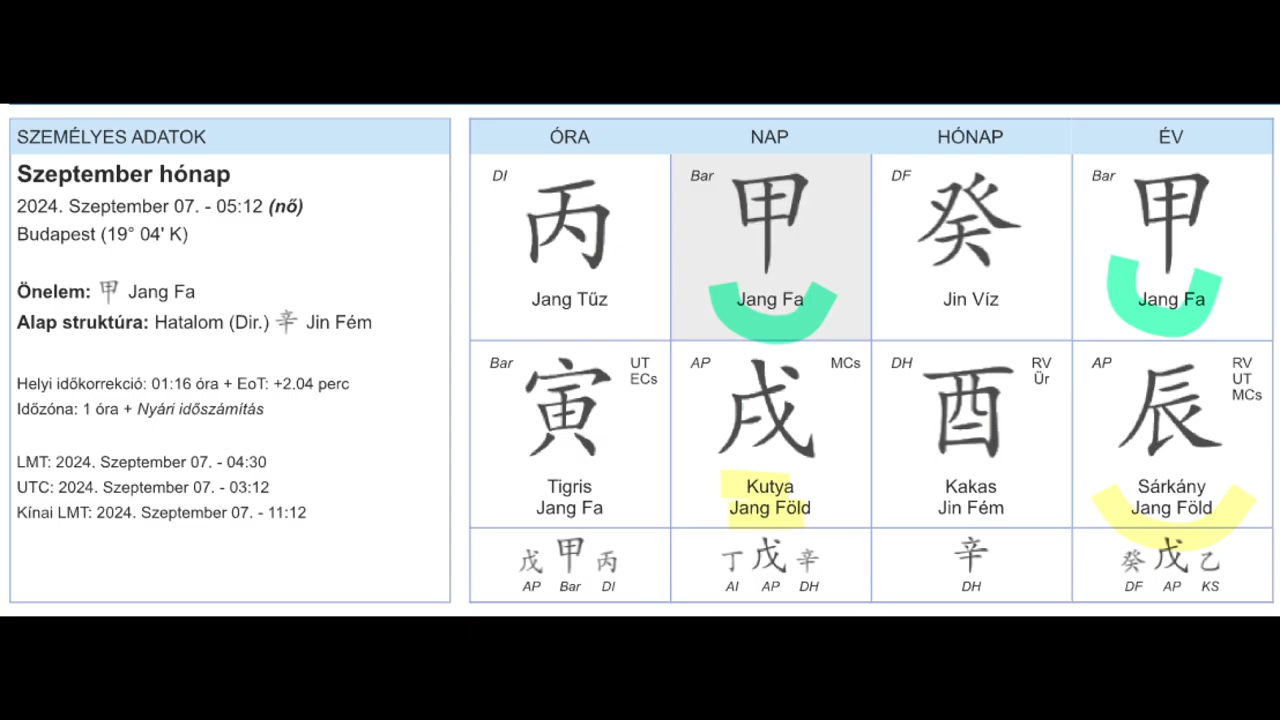 SZEMÉLYES ADATOK
Szeptember hónap
2024. Szeptember 07. - 05:12 (nő)
Budapest (19° 04' K)
Önelem: 甲 Jang Fa
Alap struktúra: Hatalom (Dir.) 辛 Jin Fém
Helyi időkorrekció: 01:16 óra + EoT: +2.04 perc
Időzóna: 1 óra + Nyári időszámítás
LMT: 2024. Szeptember 07. - 04:30
UTC: 2024. Szeptember 07. - 03:12
Kínai LMT: 2024. Szeptember 07. - 11:12
ÓRA NAP HÓNAP ÉV
DI 丙 Bar 甲 DF 癸 Bar 甲
Jang Tűz Jang Fa Jin Víz Jang Fa
Bar 寅 UT AP 戌 MCs DH 酉 RV AP 辰 RV
ECs Űr UT
MCs
Tigris Kutya Kakas Sárkány
Jang Fa Jang Föld Jin Fém Jang Föld
戊 甲 丙 丁 戊 辛 辛 癸 戊 乙
AP Bar DI AI AP DH DH DF AP KS